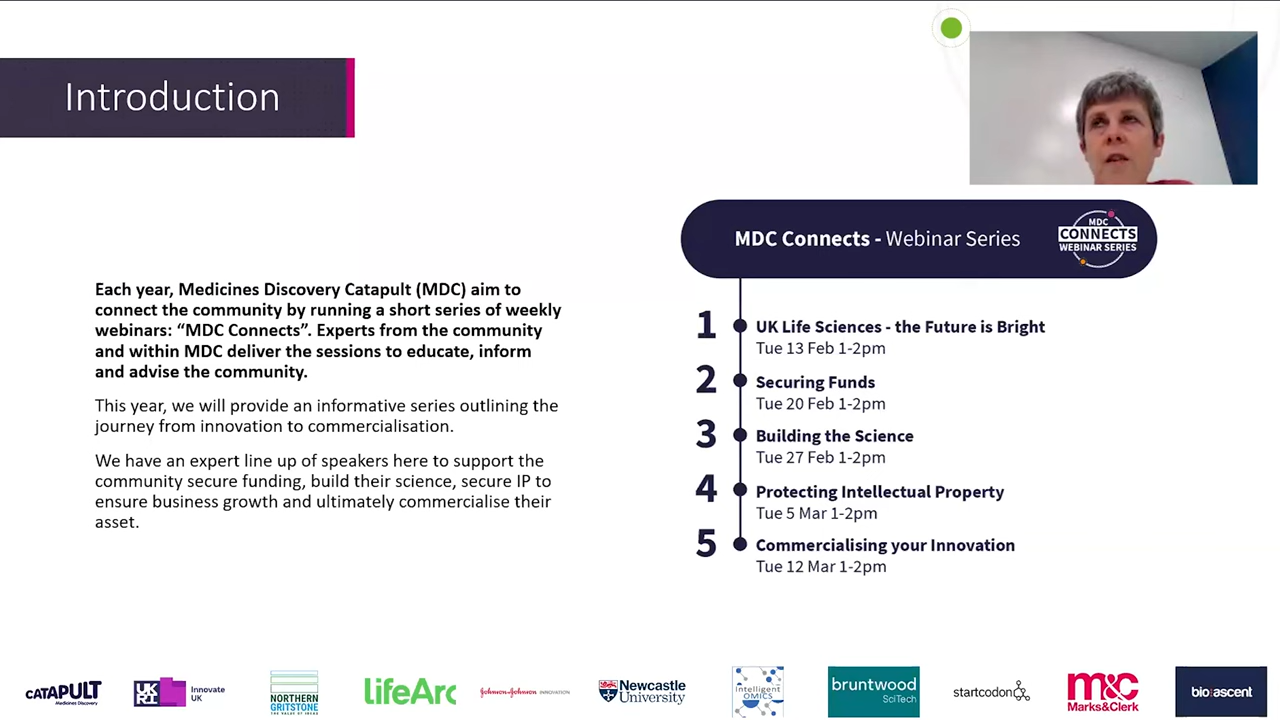 Introduction
MDC Connects - Webinar Series
MDC
CONNECTS
WEBINAR SERIES
Each year, Medicines Discovery Catapult (MDC) aim to
connect the community by running a short series of weekly
webinars: “MDC Connects”. Experts from the community
and within MDC deliver the sessions to educate, inform
and advise the community.
This year, we will provide an informative series outlining the
journey from innovation to commercialisation.
We have an expert line up of speakers here to support the
community secure funding, build their science, secure IP to
ensure business growth and ultimately commercialise their
asset.
1
UK Life Sciences - the Future is Bright
Tue 13 Feb 1-2pm
2
Securing Funds
Tue 20 Feb 1-2pm
3
Building the Science
Tue 27 Feb 1-2pm
4
Protecting Intellectual Property
Tue 5 Mar 1-2pm
5
Commercialising your Innovation
Tue 12 Mar 1-2pm
CATAPULT
Medicines Discovery
UKRI
Innovate
UK
NORTHERN
GRITSTONE
THE VALUE OF IDEAS
lifeArc
Johnson & Johnson INNOVATION
Newcastle
University
Intelligent
OMICS
bruntwood
SciTech
startcodon
m&c
Marks&Clerk
bioascent